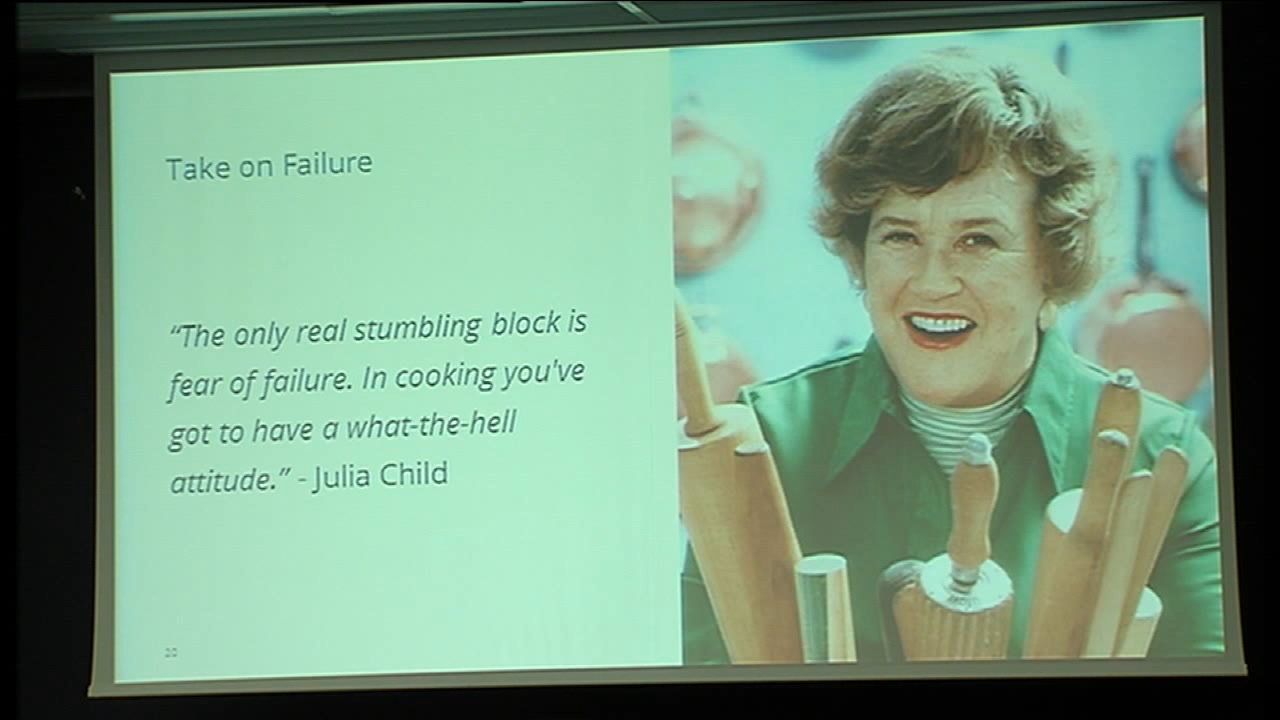 Take on Failure
“The only real stumbling block is
fear of failure. In cooking you've
got to have a what-the-hell
attitude.” - Julia Child
20